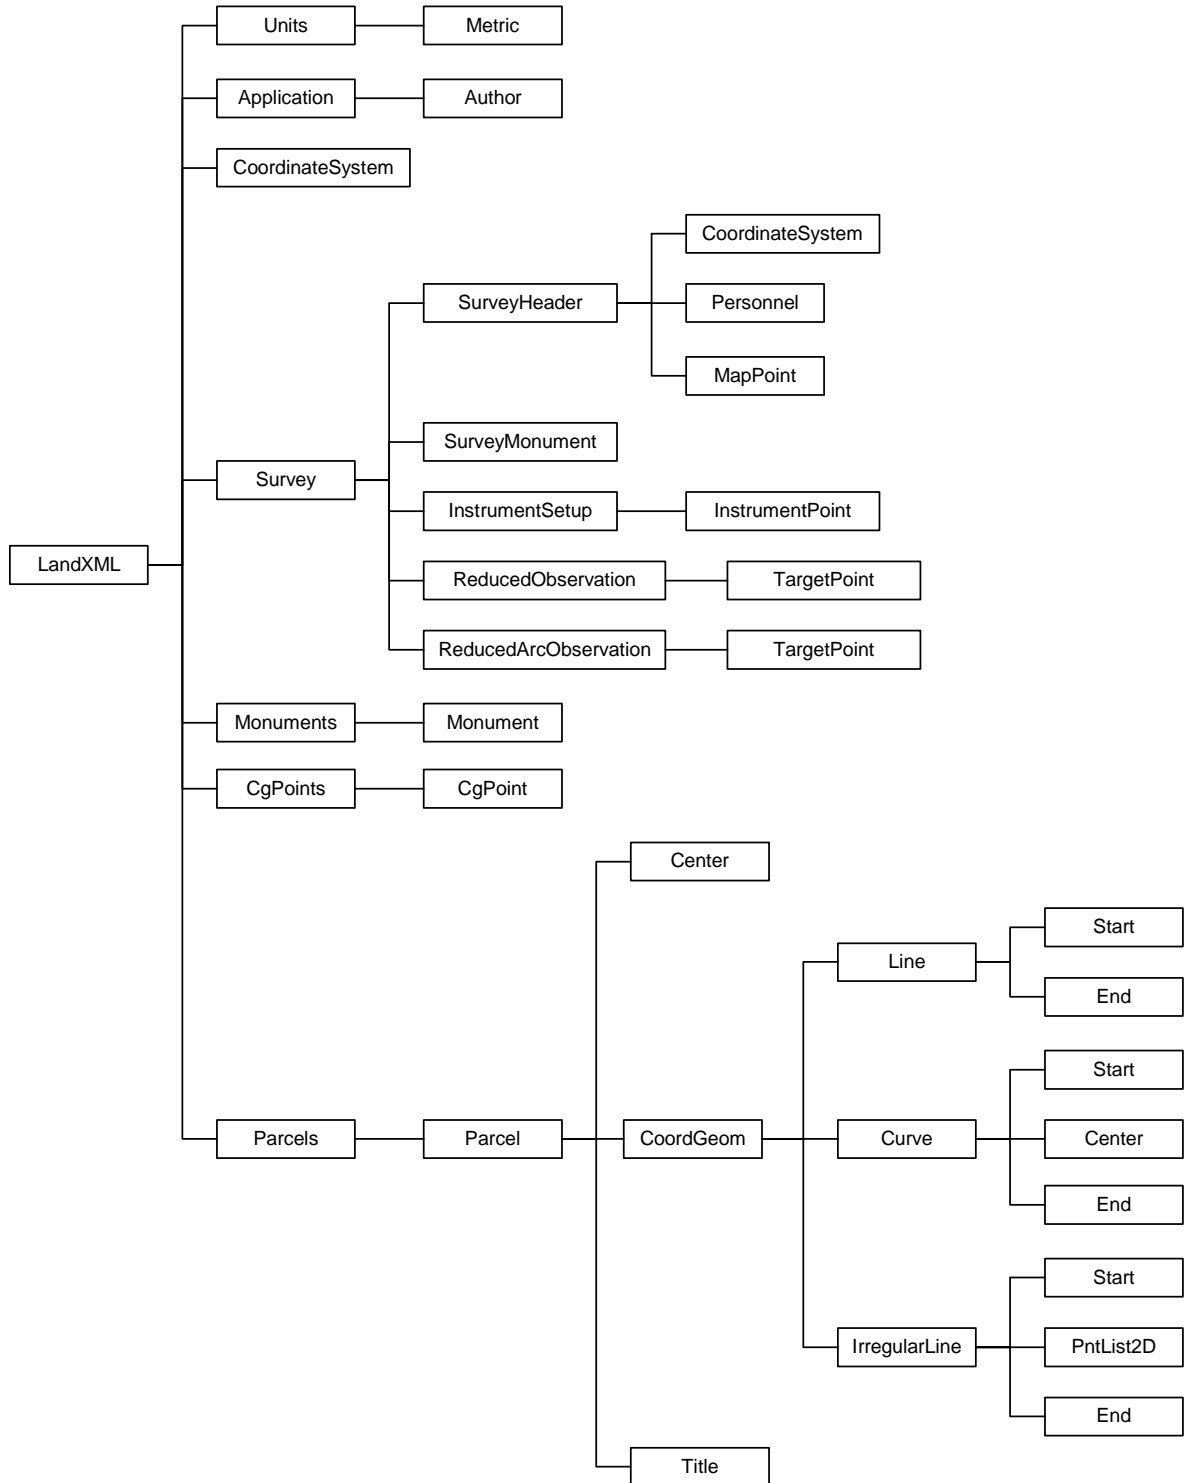 Units
Metric
Application
Author
CoordinateSystem
CoordinateSystem
SurveyHeader
Personnel
MapPoint
SurveyMonument
Survey
InstrumentSetup
InstrumentPoint
LandXML
ReducedObservation
TargetPoint
ReducedArcObservation
TargetPoint
Monuments
Monument
CgPoints
CgPoint
Center
Start
Line
End
Start
Parcels
Parcel
CoordGeom
Curve
Center
End
Start
IrregularLine
PntList2D
End
Title